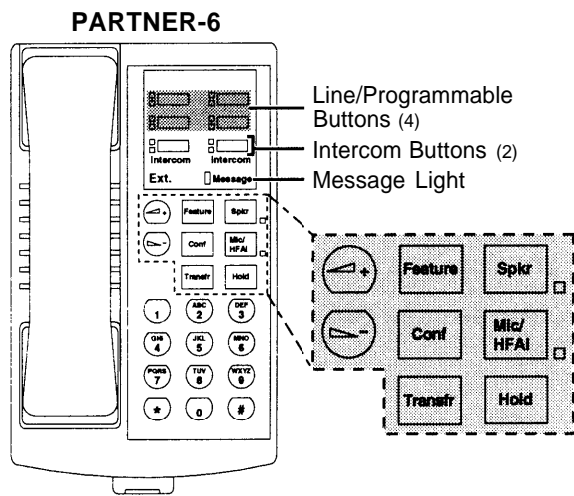 PARTNER-6
Line/Programmable
Buttons (4)
Intercom Buttons (2)
Message Light
Intercom Intercom
Ext. Message
+ Feature Spkr
- Conf Mic/
HFAI
Transfr Hold
1 ABC 2 DEF 3
GHI 4 JKL 5 MNO 6
PQRS 7 TUV 8 WXYZ 9
* 0 #
+ Feature Spkr
- Conf Mic/
HFAI
Transfr Hold